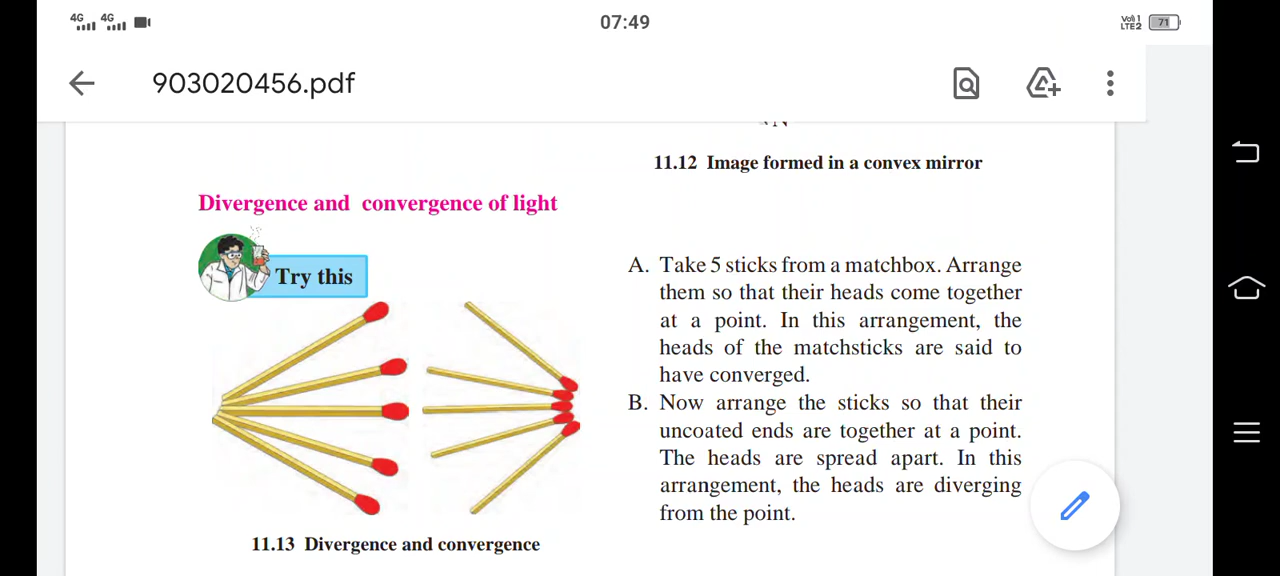 4G 4G
07:49
Vo)) 1
LTE2
71
903020456.pdf
11.12 Image formed in a convex mirror
Divergence and convergence of light
Try this
A. Take 5 sticks from a matchbox. Arrange
them so that their heads come together
at a point. In this arrangement, the
heads of the matchsticks are said to
have converged.
B. Now arrange the sticks so that their
uncoated ends are together at a point.
The heads are spread apart. In this
arrangement, the heads are diverging
from the point.
11.13 Divergence and convergence